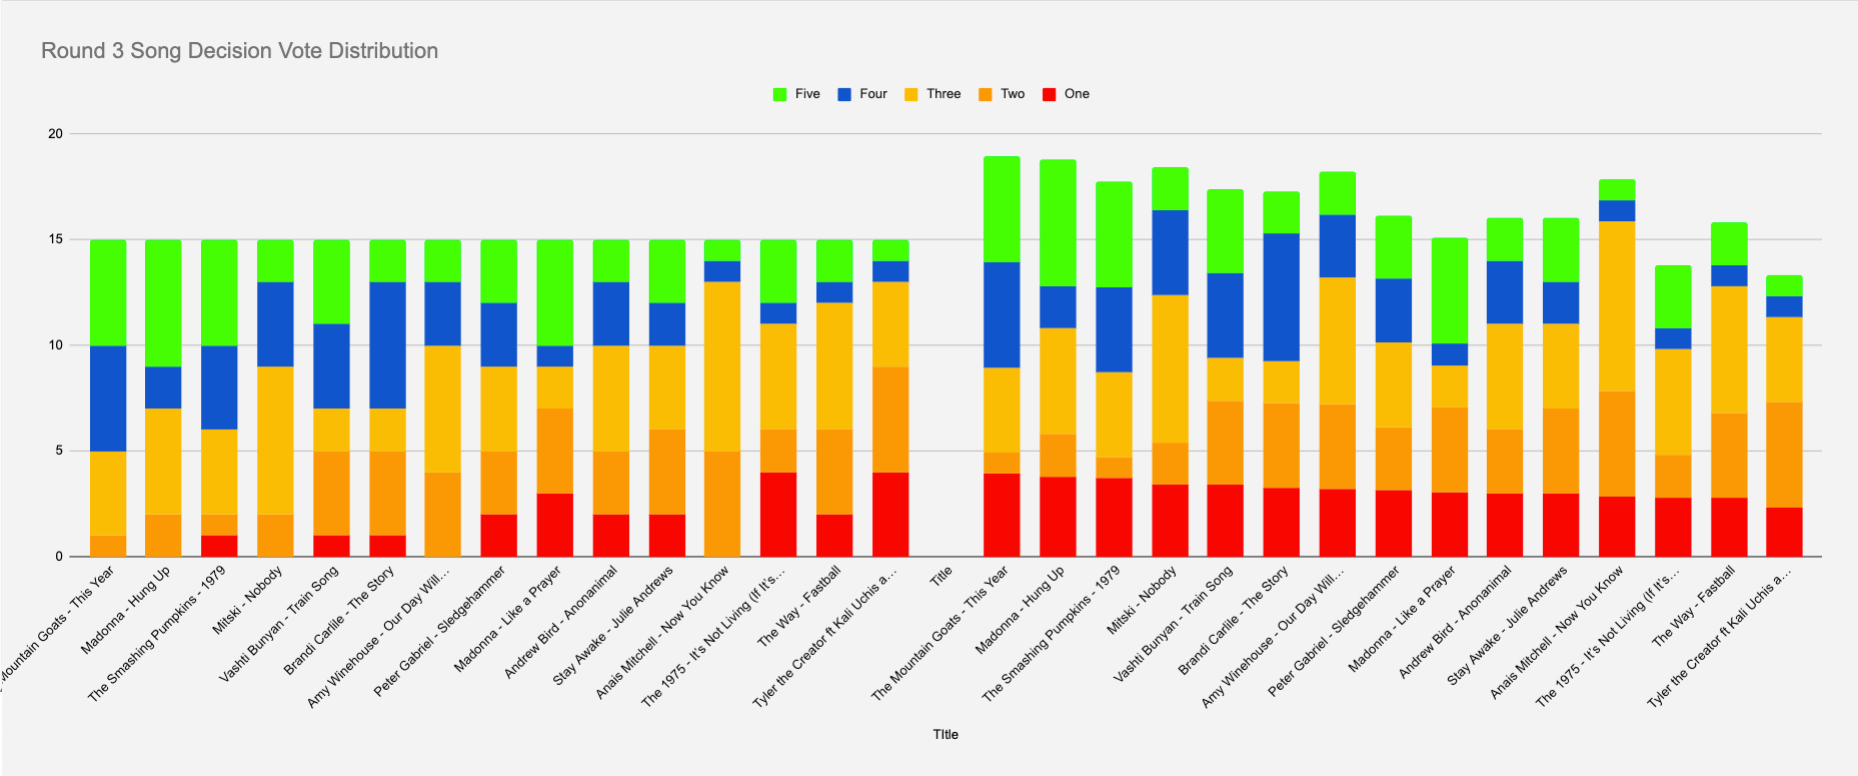 Round 3 Song Decision Vote Distribution
Five Four Three Two One
20
15
10
5
0
Mountain Goats - This Year
Madonna - Hung Up
The Smashing Pumpkins - 1979
Mitski - Nobody
Vashti Bunyan - Train Song
Brandi Carlile - The Story
Amy Winehouse - Our Day Will…
Peter Gabriel - Sledgehammer
Madonna - Like a Prayer
Andrew Bird - Anonanimal
Stay Awake - Julie Andrews
Anais Mitchell - Now You Know
The 1975 - It's Not Living (If It's…
The Way - Fastball
Tyler the Creator ft Kali Uchis a…
Title
The Mountain Goats - This Year
Madonna - Hung Up
The Smashing Pumpkins - 1979
Mitski - Nobody
Vashti Bunyan - Train Song
Brandi Carlile - The Story
Amy Winehouse - Our Day Will…
Peter Gabriel - Sledgehammer
Madonna - Like a Prayer
Andrew Bird - Anonanimal
Stay Awake - Julie Andrews
Anais Mitchell - Now You Know
The 1975 - It's Not Living (If It's…
The Way - Fastball
Tyler the Creator ft Kali Uchis a…
TItle